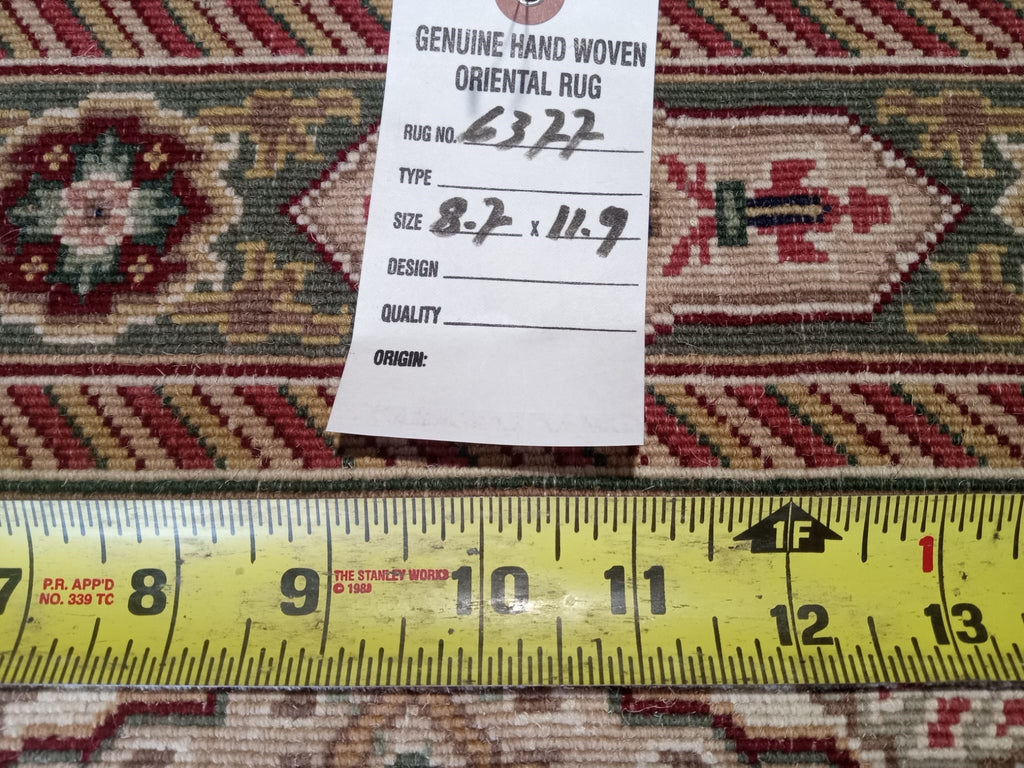 GENUINE HAND WOVEN
ORIENTAL RUG
RUG NO. 6377
TYPE
SIZE 8.7 x 11.9
DESIGN
QUALITY
ORIGIN:
1F 1
7 P.R. APP'D 8 9 THE STANLEY WORKS 10 11 12 13
NO. 339 TC © 1989